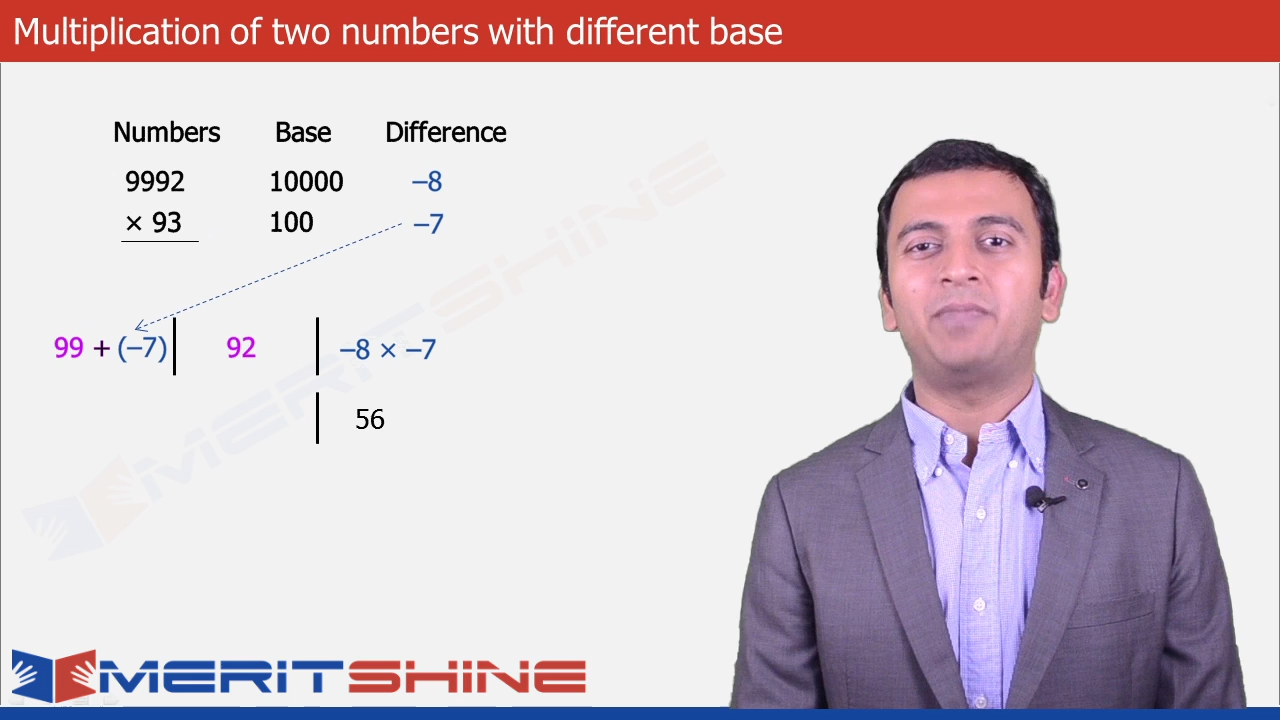 Multiplication of two numbers with different base
Numbers Base Difference
9992 10000 –8
× 93 100 –7
99 + (–7) 92 –8 × –7
56
MERITSHINE
MERITSHINE